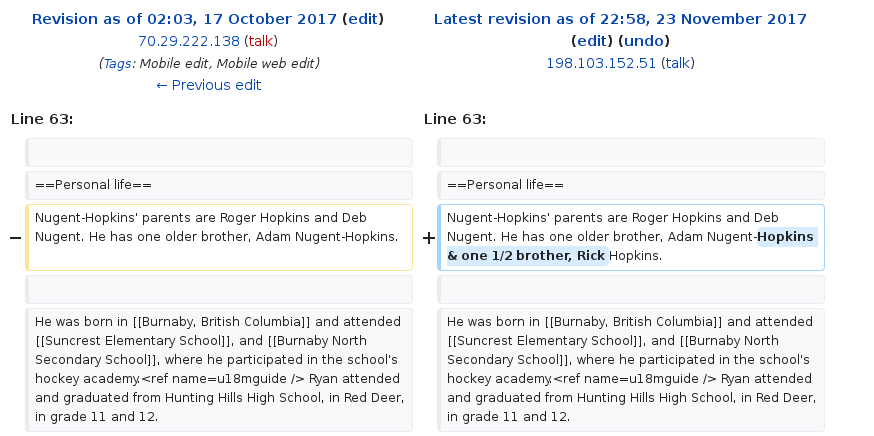 Revision as of 02:03, 17 October 2017 (edit)
70.29.222.138 (talk)
(Tags: Mobile edit, Mobile web edit)
← Previous edit
Latest revision as of 22:58, 23 November 2017
(edit) (undo)
198.103.152.51 (talk)
Line 63:
Line 63:
==Personal life==
==Personal life==
− Nugent-Hopkins' parents are Roger Hopkins and Deb
Nugent. He has one older brother, Adam Nugent-Hopkins.
+ Nugent-Hopkins' parents are Roger Hopkins and Deb
Nugent. He has one older brother, Adam Nugent-Hopkins
& one 1/2 brother, Rick Hopkins.
He was born in [[Burnaby, British Columbia]] and attended
[[Suncrest Elementary School]], and [[Burnaby North
Secondary School]], where he participated in the school's
hockey academy.<ref name=u18mguide /> Ryan attended
and graduated from Hunting Hills High School, in Red Deer,
in grade 11 and 12.
He was born in [[Burnaby, British Columbia]] and attended
[[Suncrest Elementary School]], and [[Burnaby North
Secondary School]], where he participated in the school's
hockey academy.<ref name=u18mguide /> Ryan attended
and graduated from Hunting Hills High School, in Red Deer,
in grade 11 and 12.